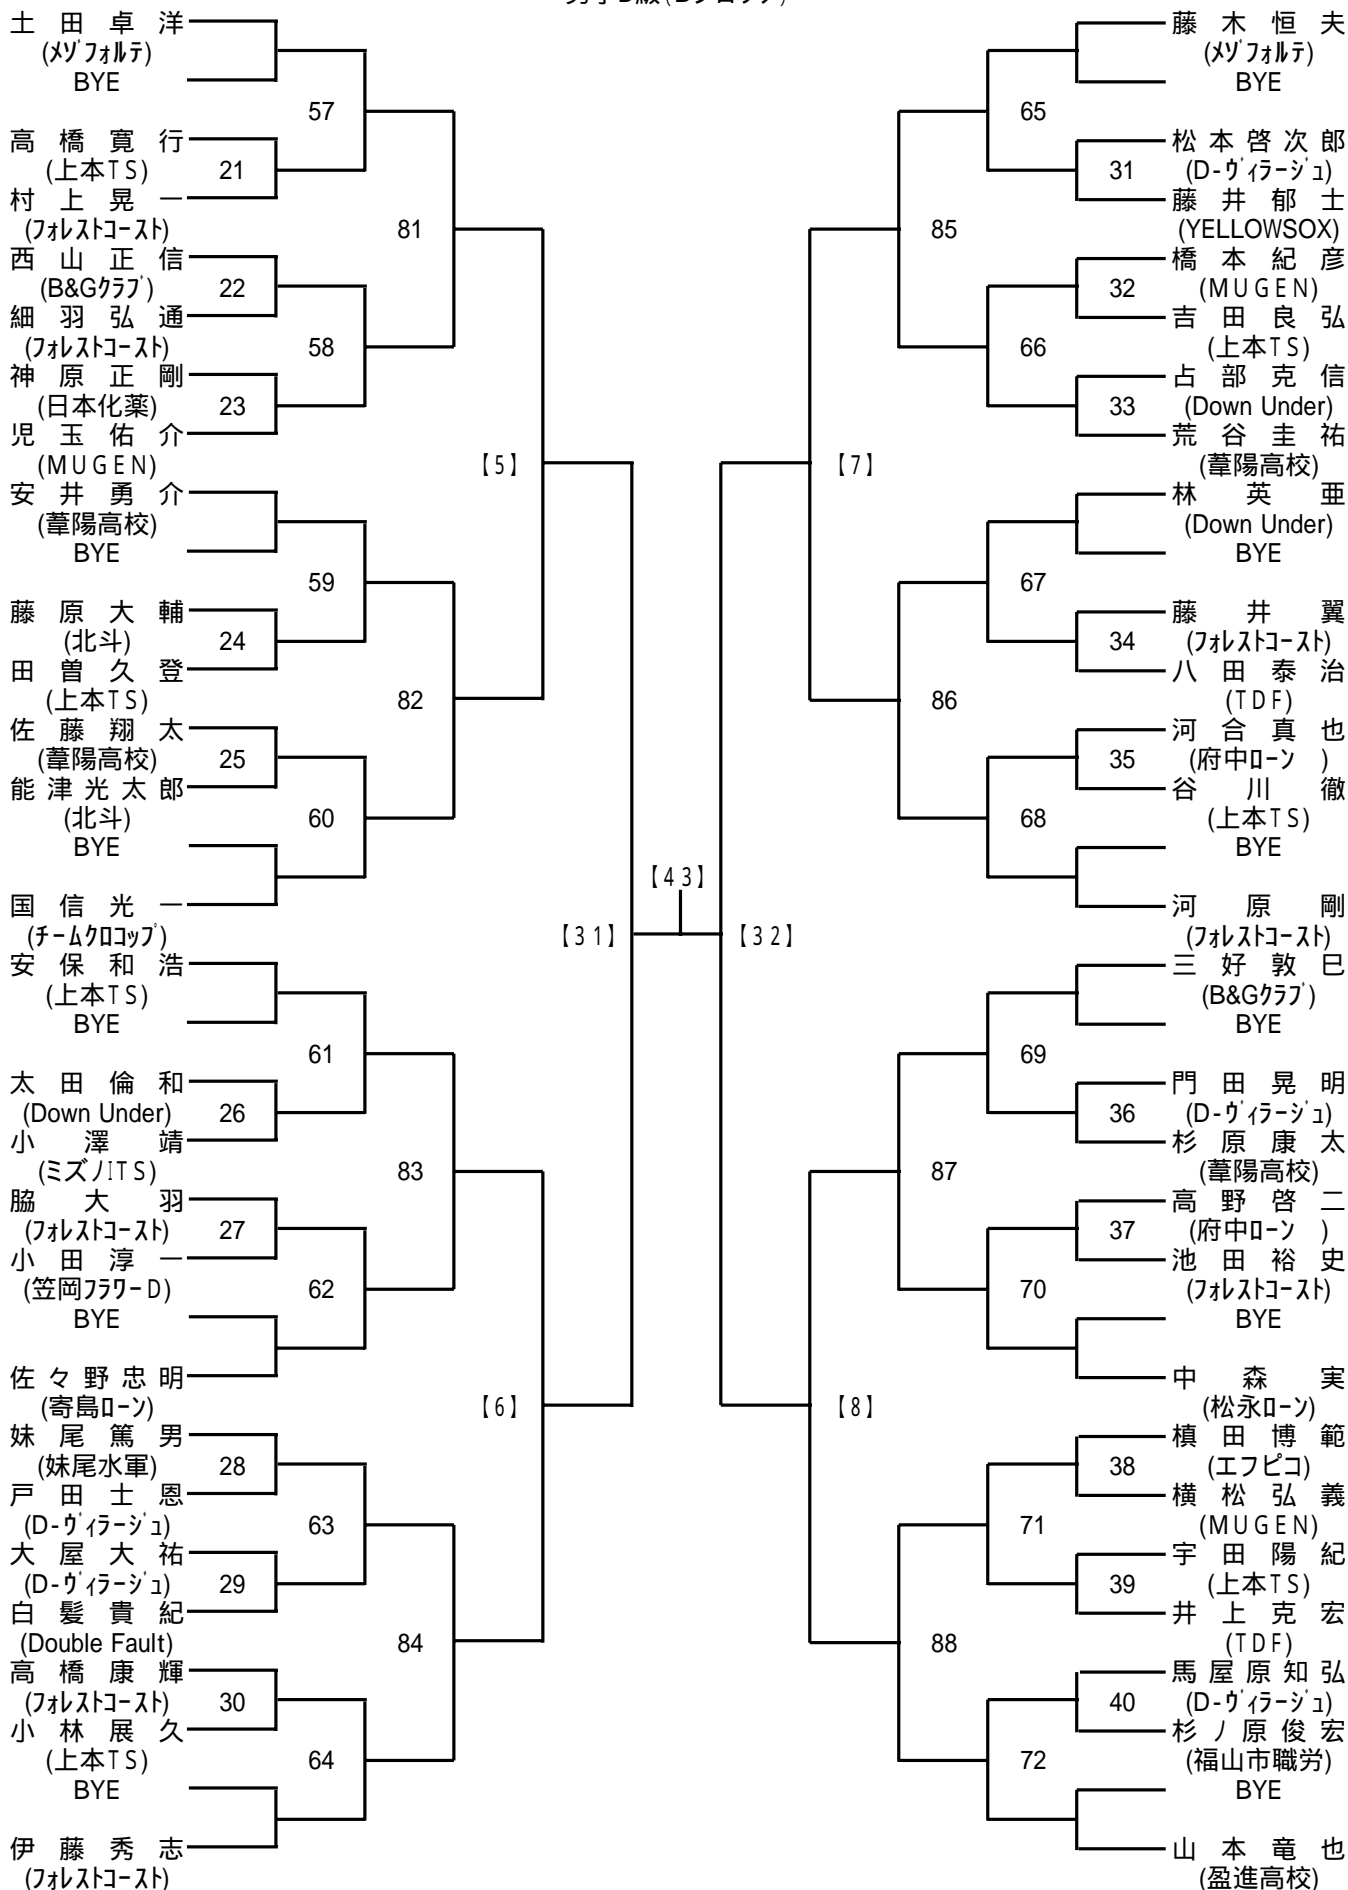 土田卓洋
(メゾフォルテ)
BYE
57
高橋寛行
(上本TS)
21
村上晃一
(フォレストコースト)
81
西山正信
(B&Gクラブ)
22
細羽弘通
(フォレストコースト)
58
神原正剛
(日本化薬)
23
児玉佑介
(MUGEN)
【5】
安井勇介
(葦陽高校)
BYE
59
藤原大輔
(北斗)
24
田曽久登
(上本TS)
82
佐藤翔太
(葦陽高校)
25
能津光太郎
(北斗)
60
BYE
国信光一
(チームクロコップ)
【31】
安保和浩
(上本TS)
BYE
61
太田倫和
(Down Under)
26
小澤靖
(ミズノITS)
83
脇大羽
(フォレストコースト)
27
小田淳一
(笠岡フラワーD)
62
BYE
佐々野忠明
(寄島ローン)
【6】
妹尾篤男
(妹尾水軍)
28
戸田士恩
(D-ヴィラージュ)
63
大屋大祐
(D-ヴィラージュ)
29
白髪貴紀
(Double Fault)
84
高橋康輝
(フォレストコースト)
30
小林展久
(上本TS)
64
BYE
伊藤秀志
(フォレストコースト)
【43】
藤木恒夫
(メゾフォルテ)
BYE
65
松本啓次郎
(D-ヴィラージュ)
31
藤井郁士
(YELLOWSOX)
85
橋本紀彦
(MUGEN)
32
吉田良弘
(上本TS)
66
占部克信
(Down Under)
33
荒谷圭祐
(葦陽高校)
【7】
林英亜
(Down Under)
BYE
67
藤井翼
(フォレストコースト)
34
八田泰治
(TDF)
86
河合真也
(府中ローン )
35
谷川徹
(上本TS)
68
BYE
河原剛
(フォレストコースト)
【32】
三好敦巳
(B&Gクラブ)
BYE
69
門田晃明
(D-ヴィラージュ)
36
杉原康太
(葦陽高校)
87
高野啓二
(府中ローン )
37
池田裕史
(フォレストコースト)
70
BYE
中森実
(松永ローン)
【8】
槙田博範
(エフピコ)
38
横松弘義
(MUGEN)
71
宇田陽紀
(上本TS)
39
井上克宏
(TDF)
88
馬屋原知弘
(D-ヴィラージュ)
40
杉ノ原俊宏
(福山市職労)
72
BYE
山本竜也
(盈進高校)